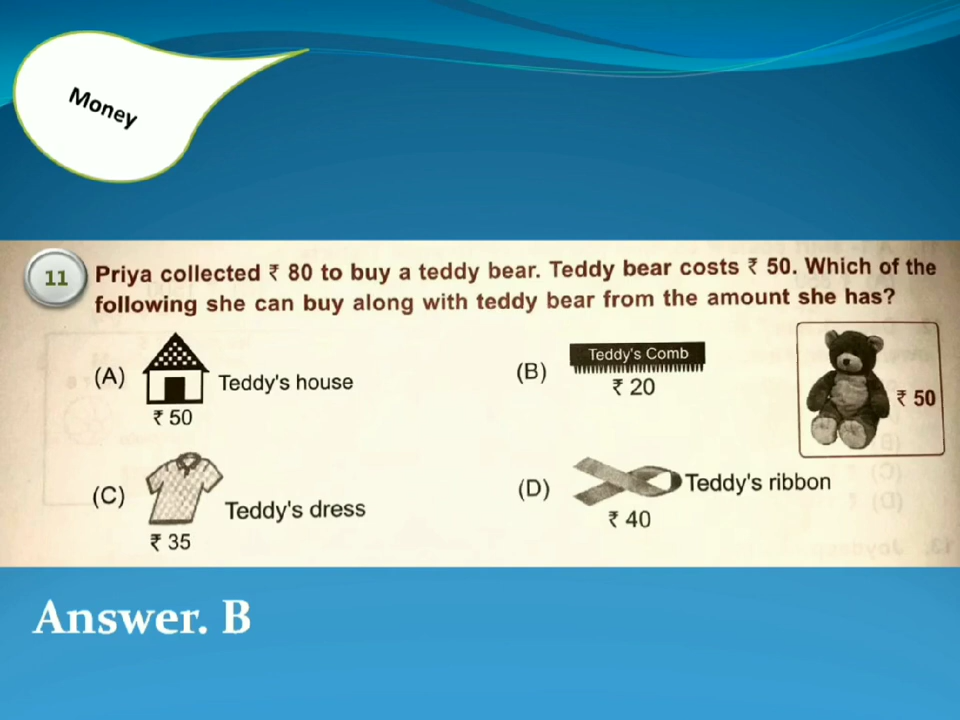 Money
11 Priya collected ₹ 80 to buy a teddy bear. Teddy bear costs ₹ 50. Which of the
following she can buy along with teddy bear from the amount she has?
(A) Teddy's house
₹ 50
(B) Teddy's Comb
₹ 20
₹ 50
(C) Teddy's dress
₹ 35
(D) Teddy's ribbon
₹ 40
Answer. B